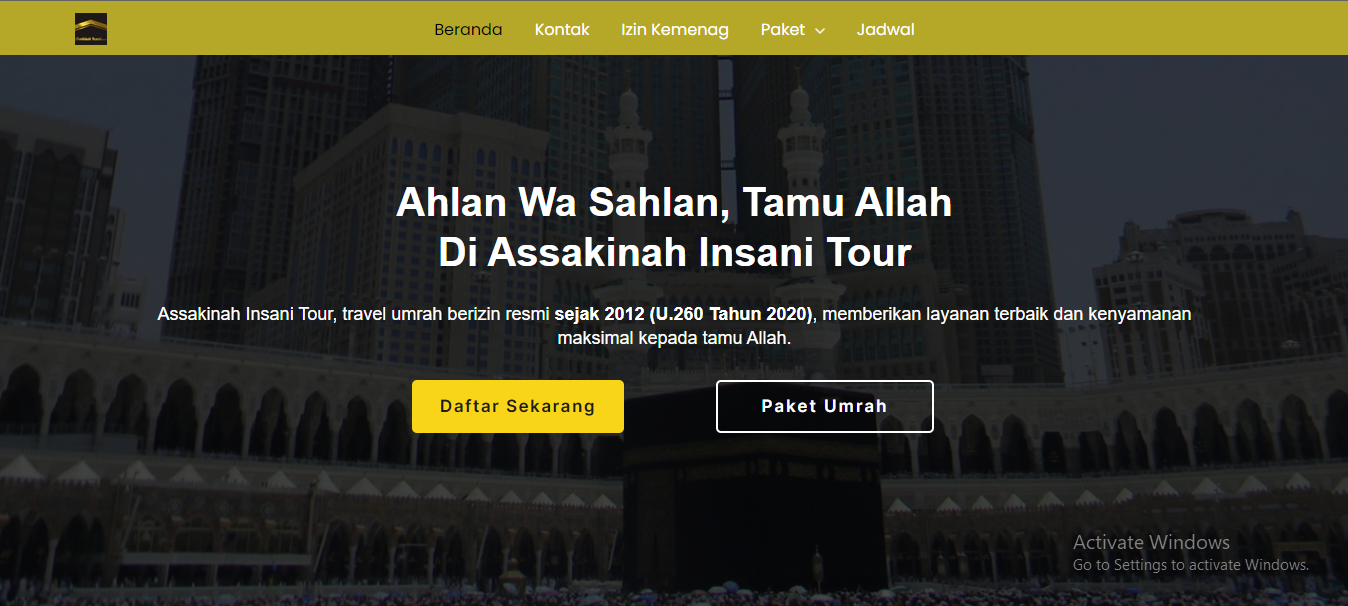 Beranda Kontak Izin Kemenag Paket Jadwal
Ahlan Wa Sahlan, Tamu Allah
Di Assakinah Insani Tour
Assakinah Insani Tour, travel umrah berizin resmi sejak 2012 (U.260 Tahun 2020), memberikan layanan terbaik dan kenyamanan
maksimal kepada tamu Allah.
Daftar Sekarang Paket Umrah
Activate Windows
Go to Settings to activate Windows.